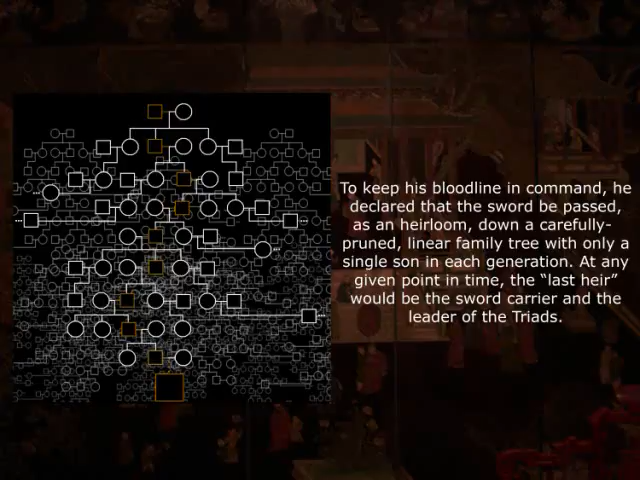 To keep his bloodline in command, he
declared that the sword be passed,
as an heirloom, down a carefully-
pruned, linear family tree with only a
single son in each generation. At any
given point in time, the “last heir”
would be the sword carrier and the
leader of the Triads.